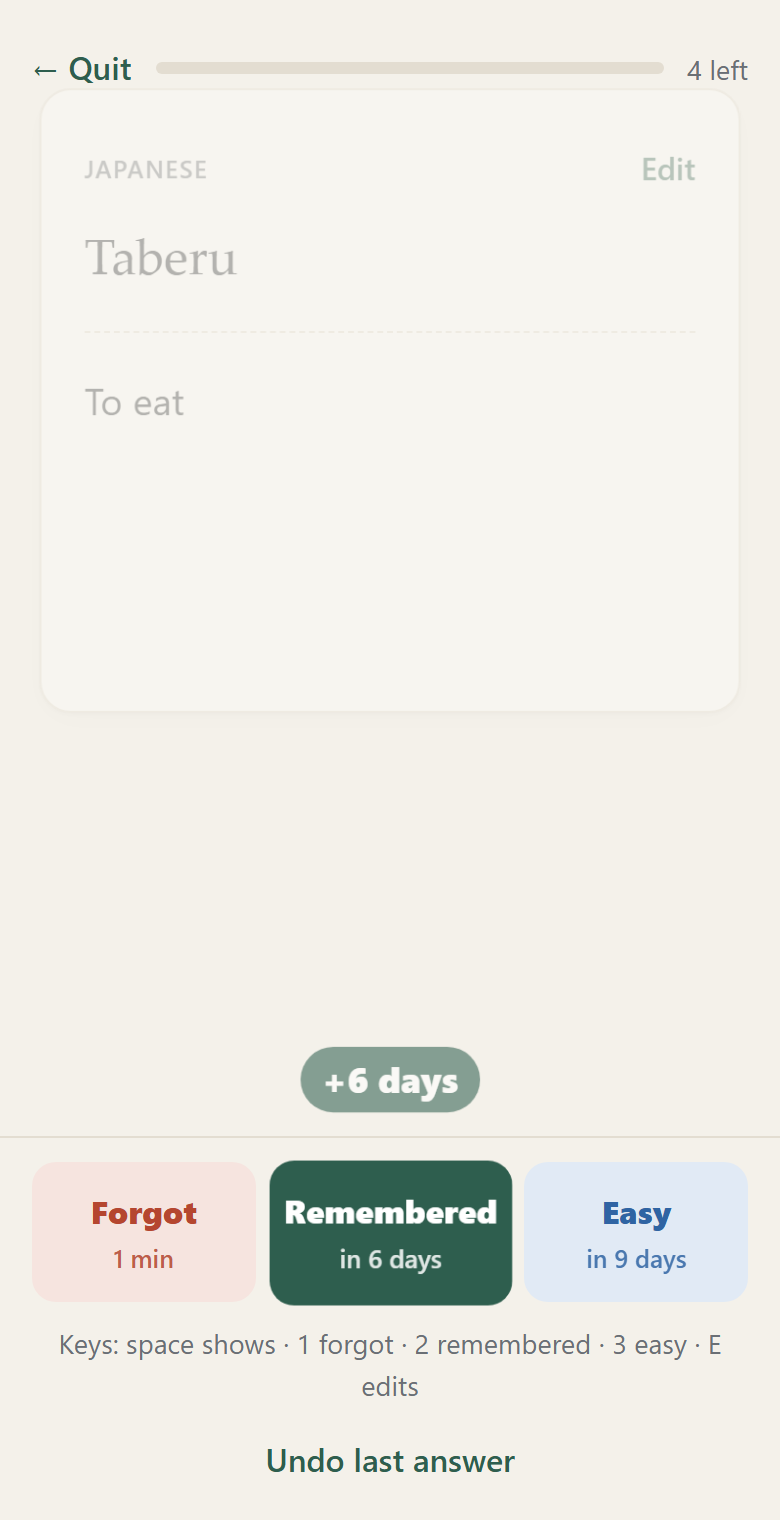 ← Quit
4 left
JAPANESE
Edit
Taberu
To eat
+6 days
Forgot
1 min
Remembered
in 6 days
Easy
in 9 days
Keys: space shows · 1 forgot · 2 remembered · 3 easy · E
edits
Undo last answer